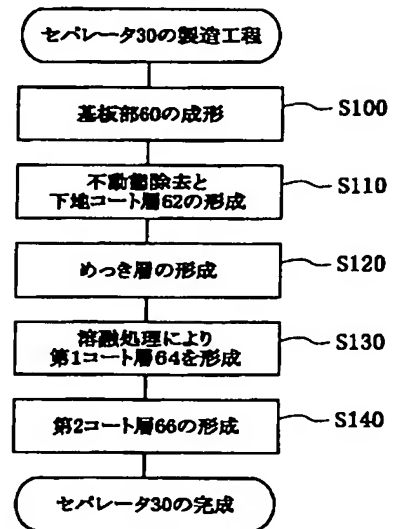 セパレータ30の製造工程
基板部60の成形
S100
不動態除去と
下地コート層62の形成
S110
めっき層の形成
S120
溶融処理により
第1コート層64を形成
S130
第2コート層66の形成
S140
セパレータ30の完成